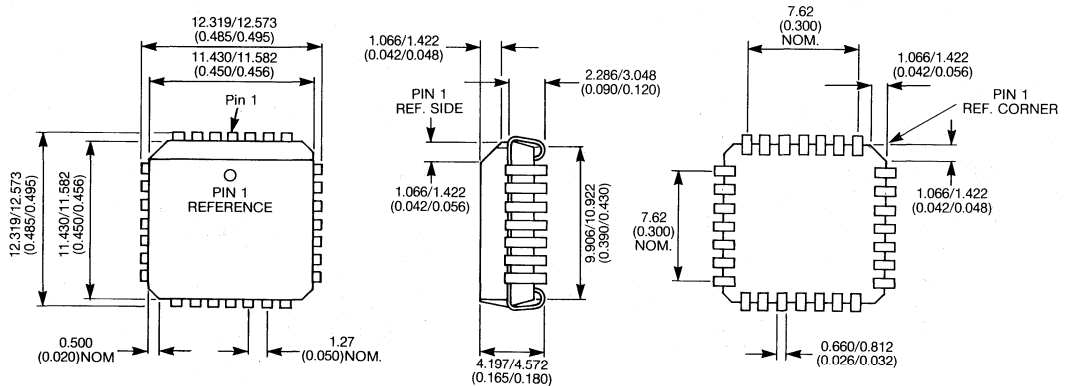 12.319/12.573
(0.485/0.495)
11.430/11.582
(0.450/0.456)
Pin 1
12.319/12.573
(0.485/0.495)
11.430/11.582
(0.450/0.456)
PIN 1
REFERENCE
0.500
(0.020)NOM
1.27
(0.050)NOM.
1.066/1.422
(0.042/0.048)
2.286/3.048
(0.090/0.120)
PIN 1
REF. SIDE
1.066/1.422
(0.042/0.056)
9.906/10.922
(0.390/0.430)
4.197/4.572
(0.165/0.180)
7.62
(0.300)
NOM.
1.066/1.422
(0.042/0.056)
PIN 1
REF. CORNER
1.066/1.422
(0.042/0.048)
7.62
(0.300)
NOM.
0.660/0.812
(0.026/0.032)